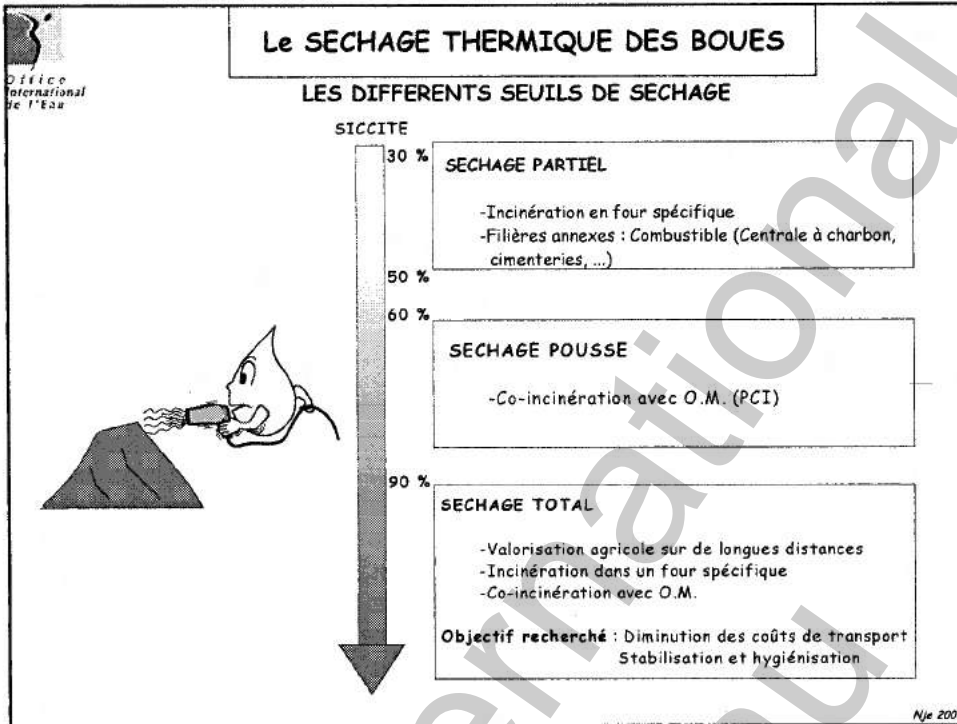 Office
International
de l'Eau
Le SECHAGE THERMIQUE DES BOUES
LES DIFFERENTS SEUILS DE SECHAGE
SICCITE
30 %
SECHAGE PARTIEL
-Incinération en four spécifique
-Filières annexes : Combustible (Centrale à charbon,
cimenteries, ...)
50 %
60 %
SECHAGE POUSSE
-Co-incinération avec O.M. (PCI)
90 %
SECHAGE TOTAL
-Valorisation agricole sur de longues distances
-Incinération dans un four spécifique
-Co-incinération avec O.M.
Objectif recherché : Diminution des coûts de transport
Stabilisation et hygiénisation
Nje 200